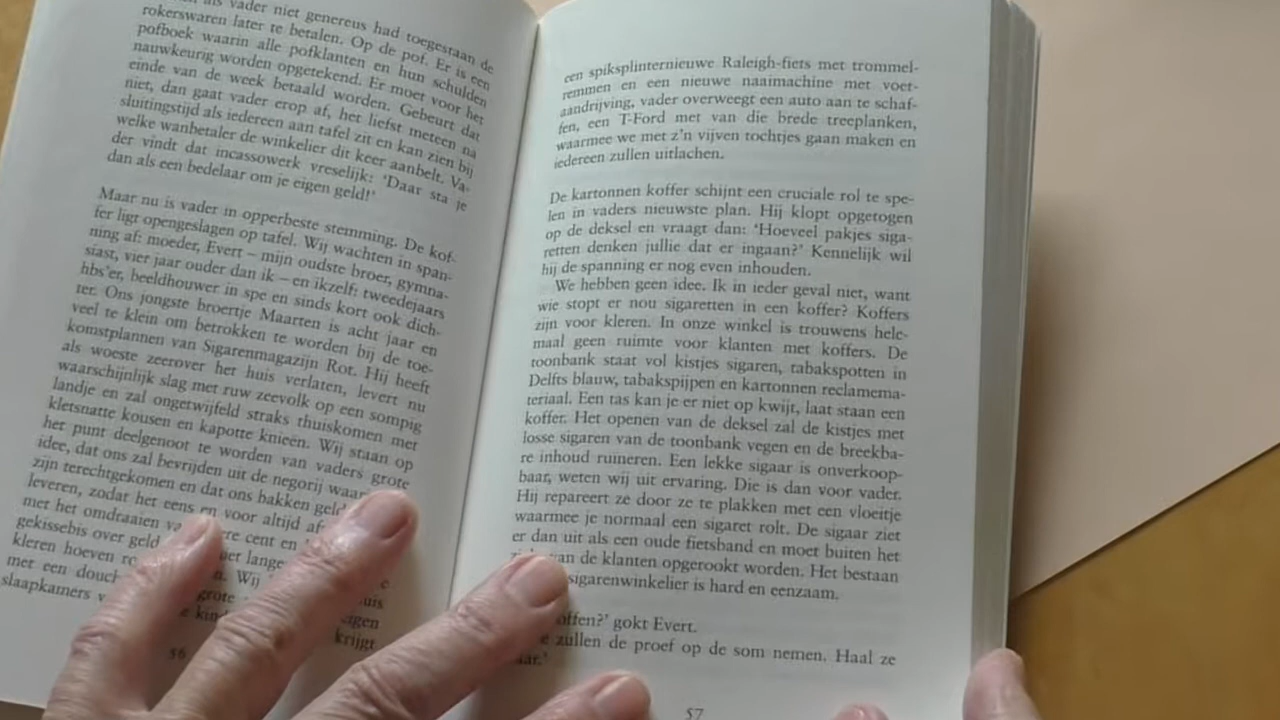 als vader niet genereus had toegestaan de
rokerswaren later te betalen. Op de pof. Er is een
pofboek waarin alle pofklanten en hun schulden
nauwkeurig worden opgetekend. Er moet voor het
einde van de week betaald worden. Gebeurt dat
niet, dan gaat vader erop af, het liefst meteen na
sluitingstijd als iedereen aan tafel zit en kan zien bij
welke wanbetaler de winkelier dit keer aanbelt. Va-
der vindt dat incassowerk vreselijk: ‘Daar sta je
dan als een bedelaar om je eigen geld!’
Maar nu is vader in opperbeste stemming. De kof-
fer ligt opengeslagen op tafel. Wij wachten in span-
ning af: moeder, Evert – mijn oudste broer, gymna-
siast, vier jaar ouder dan ik – en ikzelf: tweedejaars
hbs’er, beeldhouwer in spe en sinds kort ook dich-
ter. Ons jongste broertje Maarten is acht jaar en
veel te klein om betrokken te worden bij de toe-
komstplannen van Sigarenmagazijn Rot. Hij heeft
als woeste zeerover het huis verlaten, levert nu
waarschijnlijk slag met ruw zeevolk op een sompig
landje en zal ongetwijfeld straks thuiskomen met
kletsnatte kousen en kapotte knieën. Wij staan op
het punt deelgenoot te worden van vaders grote
idee, dat ons zal bevrijden uit de negorij waarin
zijn terechtgekomen en dat ons bakken geld
leveren, zodat het eens en voor altijd
met het omdraaien van cent en
gekissebis over geld langer
kleren hoeven Wij
met een douch grote huis
slaapkamers eigen
krijgt
56
een spiksplinternieuwe Raleigh-fiets met trommel-
remmen en een nieuwe naaimachine met voet-
aandrijving, vader overweegt een auto aan te schaf-
fen, een T-Ford met van die brede treeplanken,
waarmee we met z’n vijven tochtjes gaan maken en
iedereen zullen uitlachen.
De kartonnen koffer schijnt een cruciale rol te spe-
len in vaders nieuwste plan. Hij klopt opgetogen
op de deksel en vraagt dan: ‘Hoeveel pakjes siga-
retten denken jullie dat er ingaan?’ Kennelijk wil
hij de spanning er nog even inhouden.
We hebben geen idee. Ik in ieder geval niet, want
wie stopt er nou sigaretten in een koffer? Koffers
zijn voor kleren. In onze winkel is trouwens hele-
maal geen ruimte voor klanten met koffers. De
toonbank staat vol kistjes sigaren, tabakspotten in
Delfts blauw, tabakspijpen en kartonnen reclamema-
teriaal. Een tas kan je er niet op kwijt, laat staan een
koffer. Het openen van de deksel zal de kistjes met
losse sigaren van de toonbank vegen en de breekba-
re inhoud ruineren. Een lekke sigaar is onverkoop-
baar, weten wij uit ervaring. Die is dan voor vader.
Hij repareert ze door ze te plakken met een vloeitje
waarmee je normaal een sigaret rolt. De sigaar ziet
er dan uit als een oude fietsband en moet buiten het
van de klanten opgerookt worden. Het bestaan
sigarenwinkelier is hard en eenzaam.
offen?’ gokt Evert.
zullen de proef op de som nemen. Haal ze
57